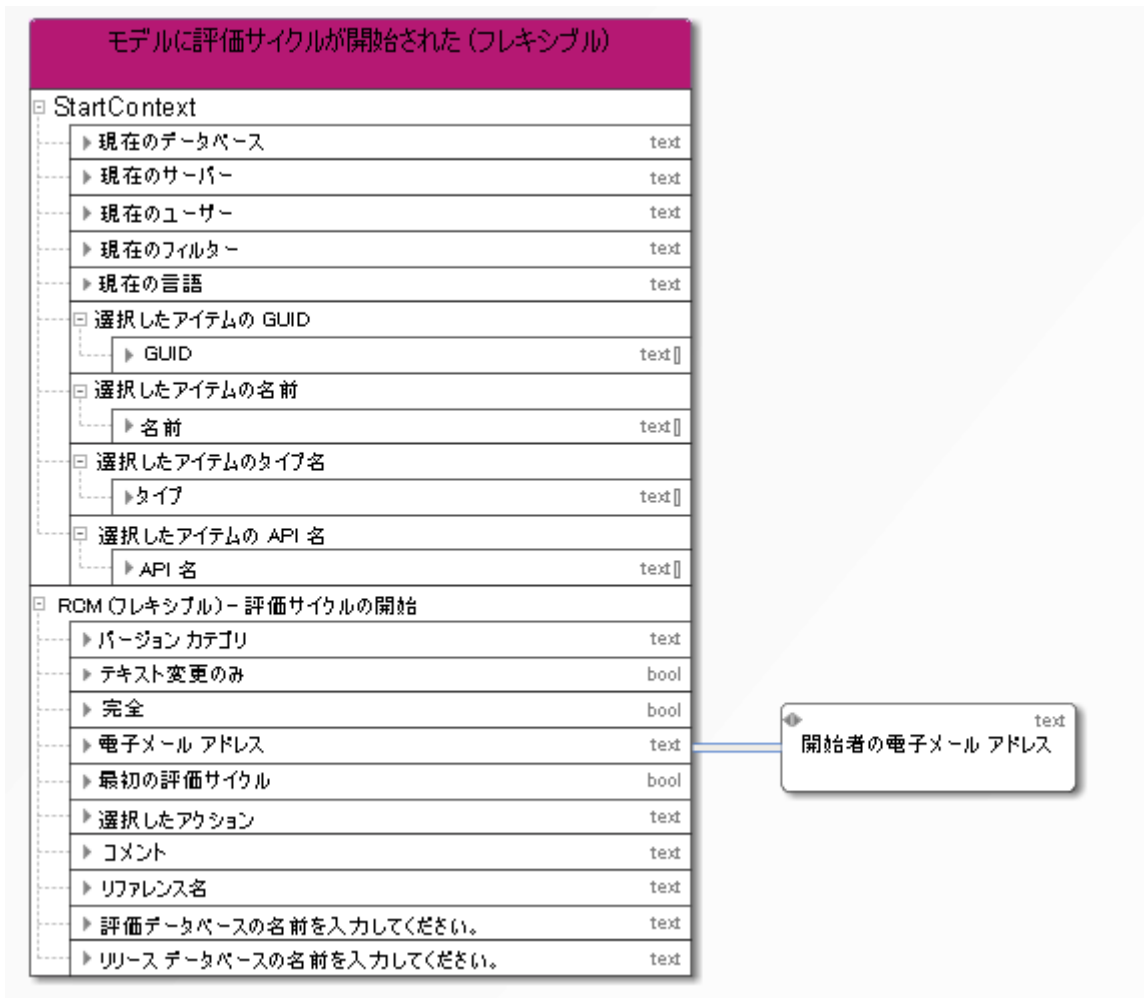 モデルに評価サイクルが開始された (フレキシブル)
StartContext
現在のデータベース text
現在のサーバー text
現在のユーザー text
現在のフィルター text
現在の言語 text
選択したアイテムの GUID
GUID text[]
選択したアイテムの名前
名前 text[]
選択したアイテムのタイプ名
タイプ text[]
選択したアイテムの API 名
API 名 text[]
RCM (フレキシブル) - 評価サイクルの開始
バージョン カテゴリ text
テキスト変更のみ bool
完全 bool
電子メール アドレス text
text
開始者の電子メール アドレス
最初の評価サイクル bool
選択したアクション text
コメント text
リファレンス名 text
評価データベースの名前を入力してください。 text
リリース データベースの名前を入力してください。 text